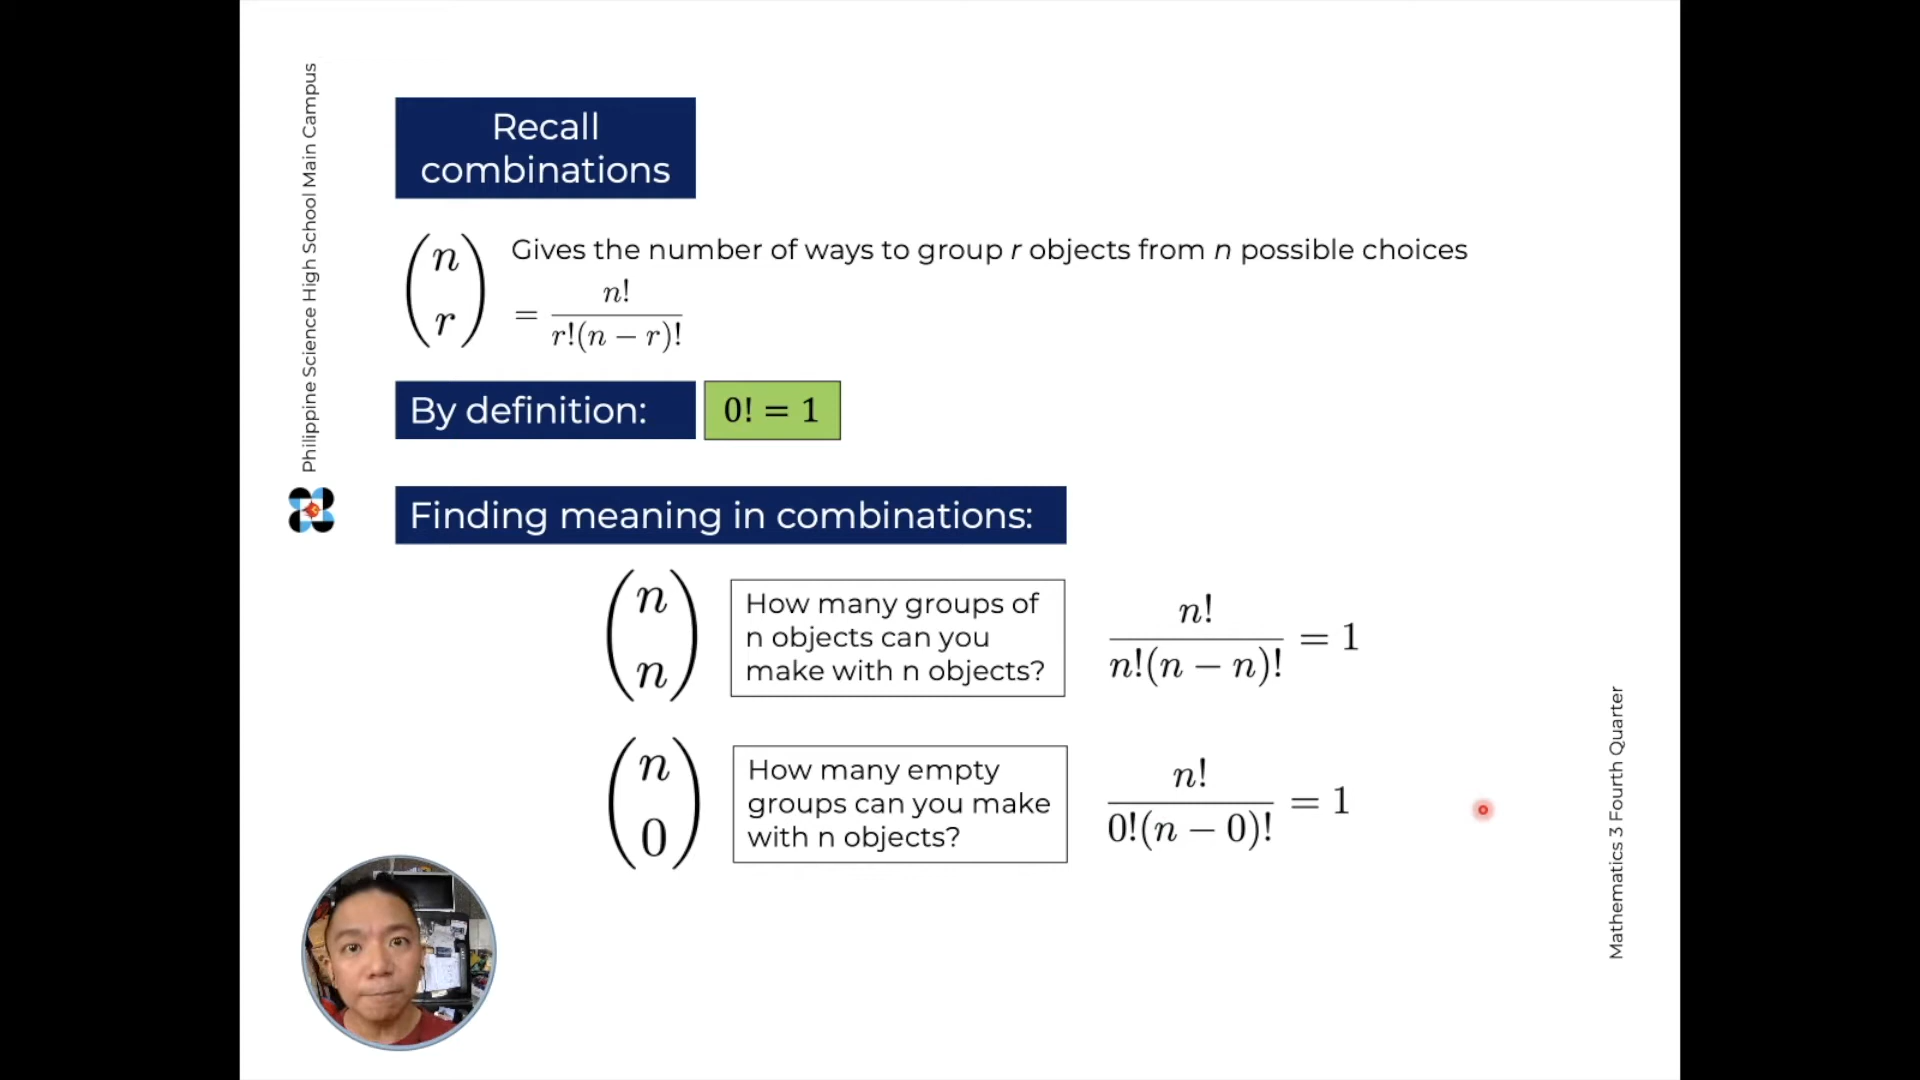 Philippine Science High School Main Campus
Recall
combinations
(n r) Gives the number of ways to group r objects from n possible choices
= n! / r!(n − r)!
By definition: 0! = 1
Finding meaning in combinations:
(n n)
How many groups of
n objects can you
make with n objects?
n! / n!(n − n)! = 1
(n 0)
How many empty
groups can you make
with n objects?
n! / 0!(n − 0)! = 1
Mathematics 3 Fourth Quarter